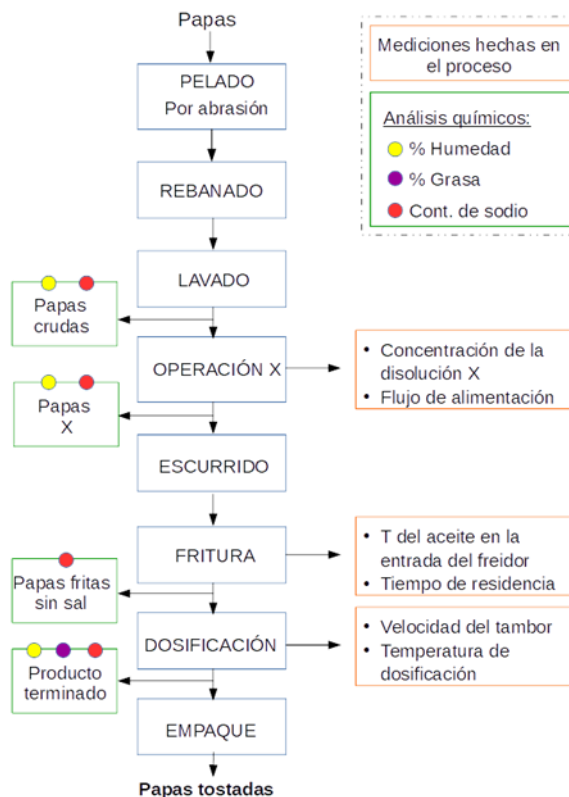 Papas
PELADO
Por abrasión
REBANADO
LAVADO
Papas
crudas
OPERACIÓN X
Papas
X
ESCURRIDO
FRITURA
Papas fritas
sin sal
DOSIFICACIÓN
Producto
terminado
EMPAQUE
Papas tostadas
Mediciones hechas en
el proceso
Análisis químicos:
% Humedad
% Grasa
Cont. de sodio
• Concentración de la
disolución X
• Flujo de alimentación
• T del aceite en la
entrada del freidor
• Tiempo de residencia
• Velocidad del tambor
• Temperatura de
dosificación